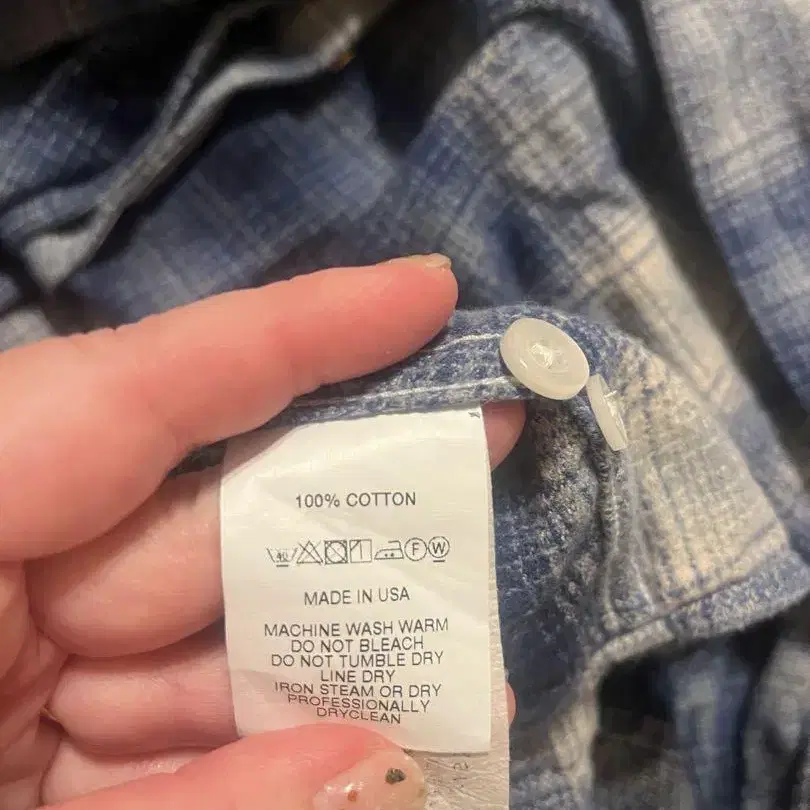 100% COTTON
40 F W
MADE IN USA
MACHINE WASH WARM
DO NOT BLEACH
DO NOT TUMBLE DRY
LINE DRY
IRON STEAM OR DRY
PROFESSIONALLY
DRYCLEAN